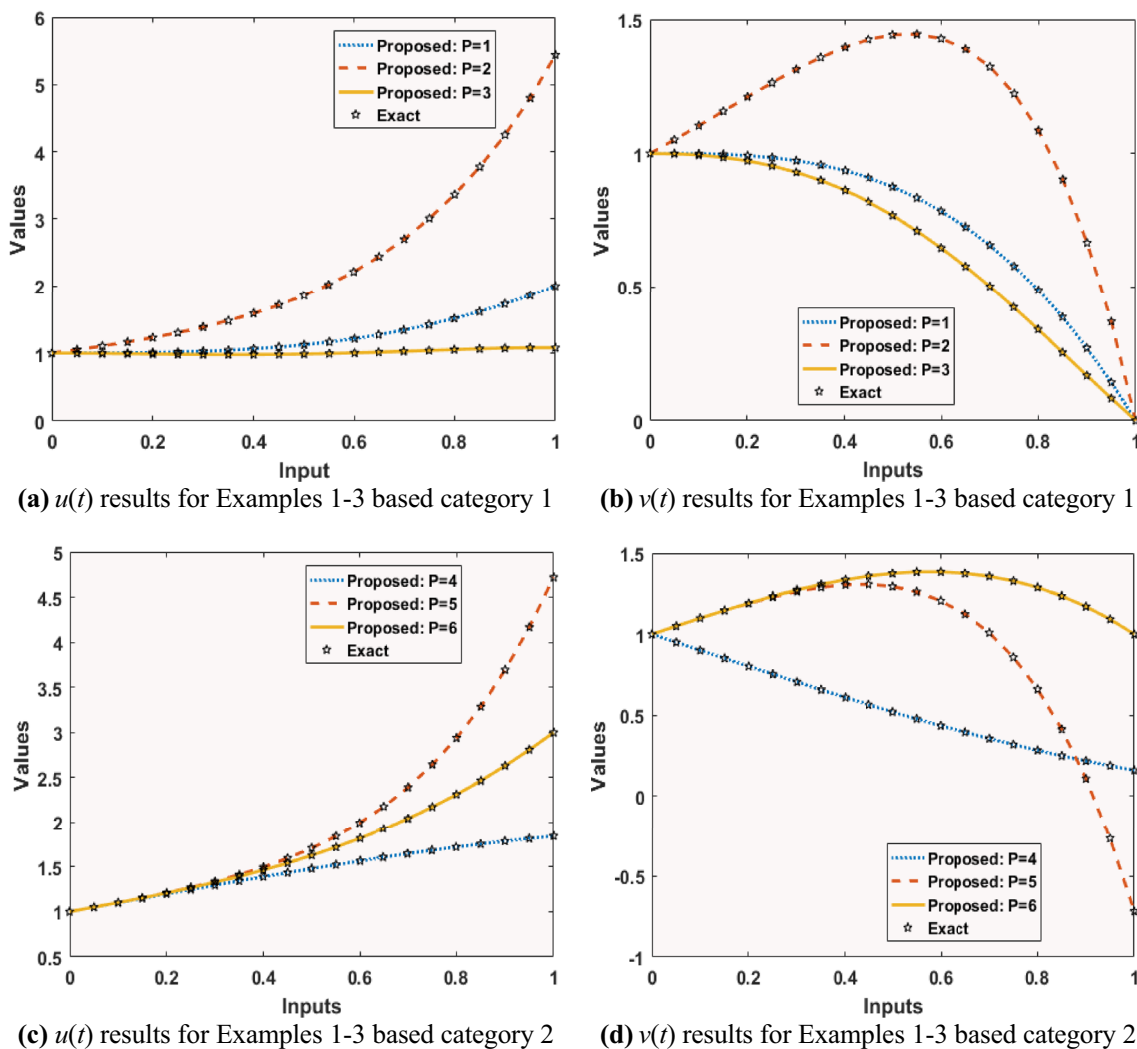 6
5
4
3
2
1
0
Values
Proposed: P=1
Proposed: P=2
Proposed: P=3
Exact
0 0.2 0.4 0.6 0.8 1
Input
(a) u(t) results for Examples 1-3 based category 1
1.5
1
0.5
0
Values
Proposed: P=1
Proposed: P=2
Proposed: P=3
Exact
0 0.2 0.4 0.6 0.8 1
Inputs
(b) v(t) results for Examples 1-3 based category 1
5
4.5
4
3.5
3
2.5
2
1.5
1
0.5
Values
Proposed: P=4
Proposed: P=5
Proposed: P=6
Exact
0 0.2 0.4 0.6 0.8 1
Inputs
(c) u(t) results for Examples 1-3 based category 2
1.5
1
0.5
0
-0.5
-1
Values
Proposed: P=4
Proposed: P=5
Proposed: P=6
Exact
0 0.2 0.4 0.6 0.8 1
Inputs
(d) v(t) results for Examples 1-3 based category 2